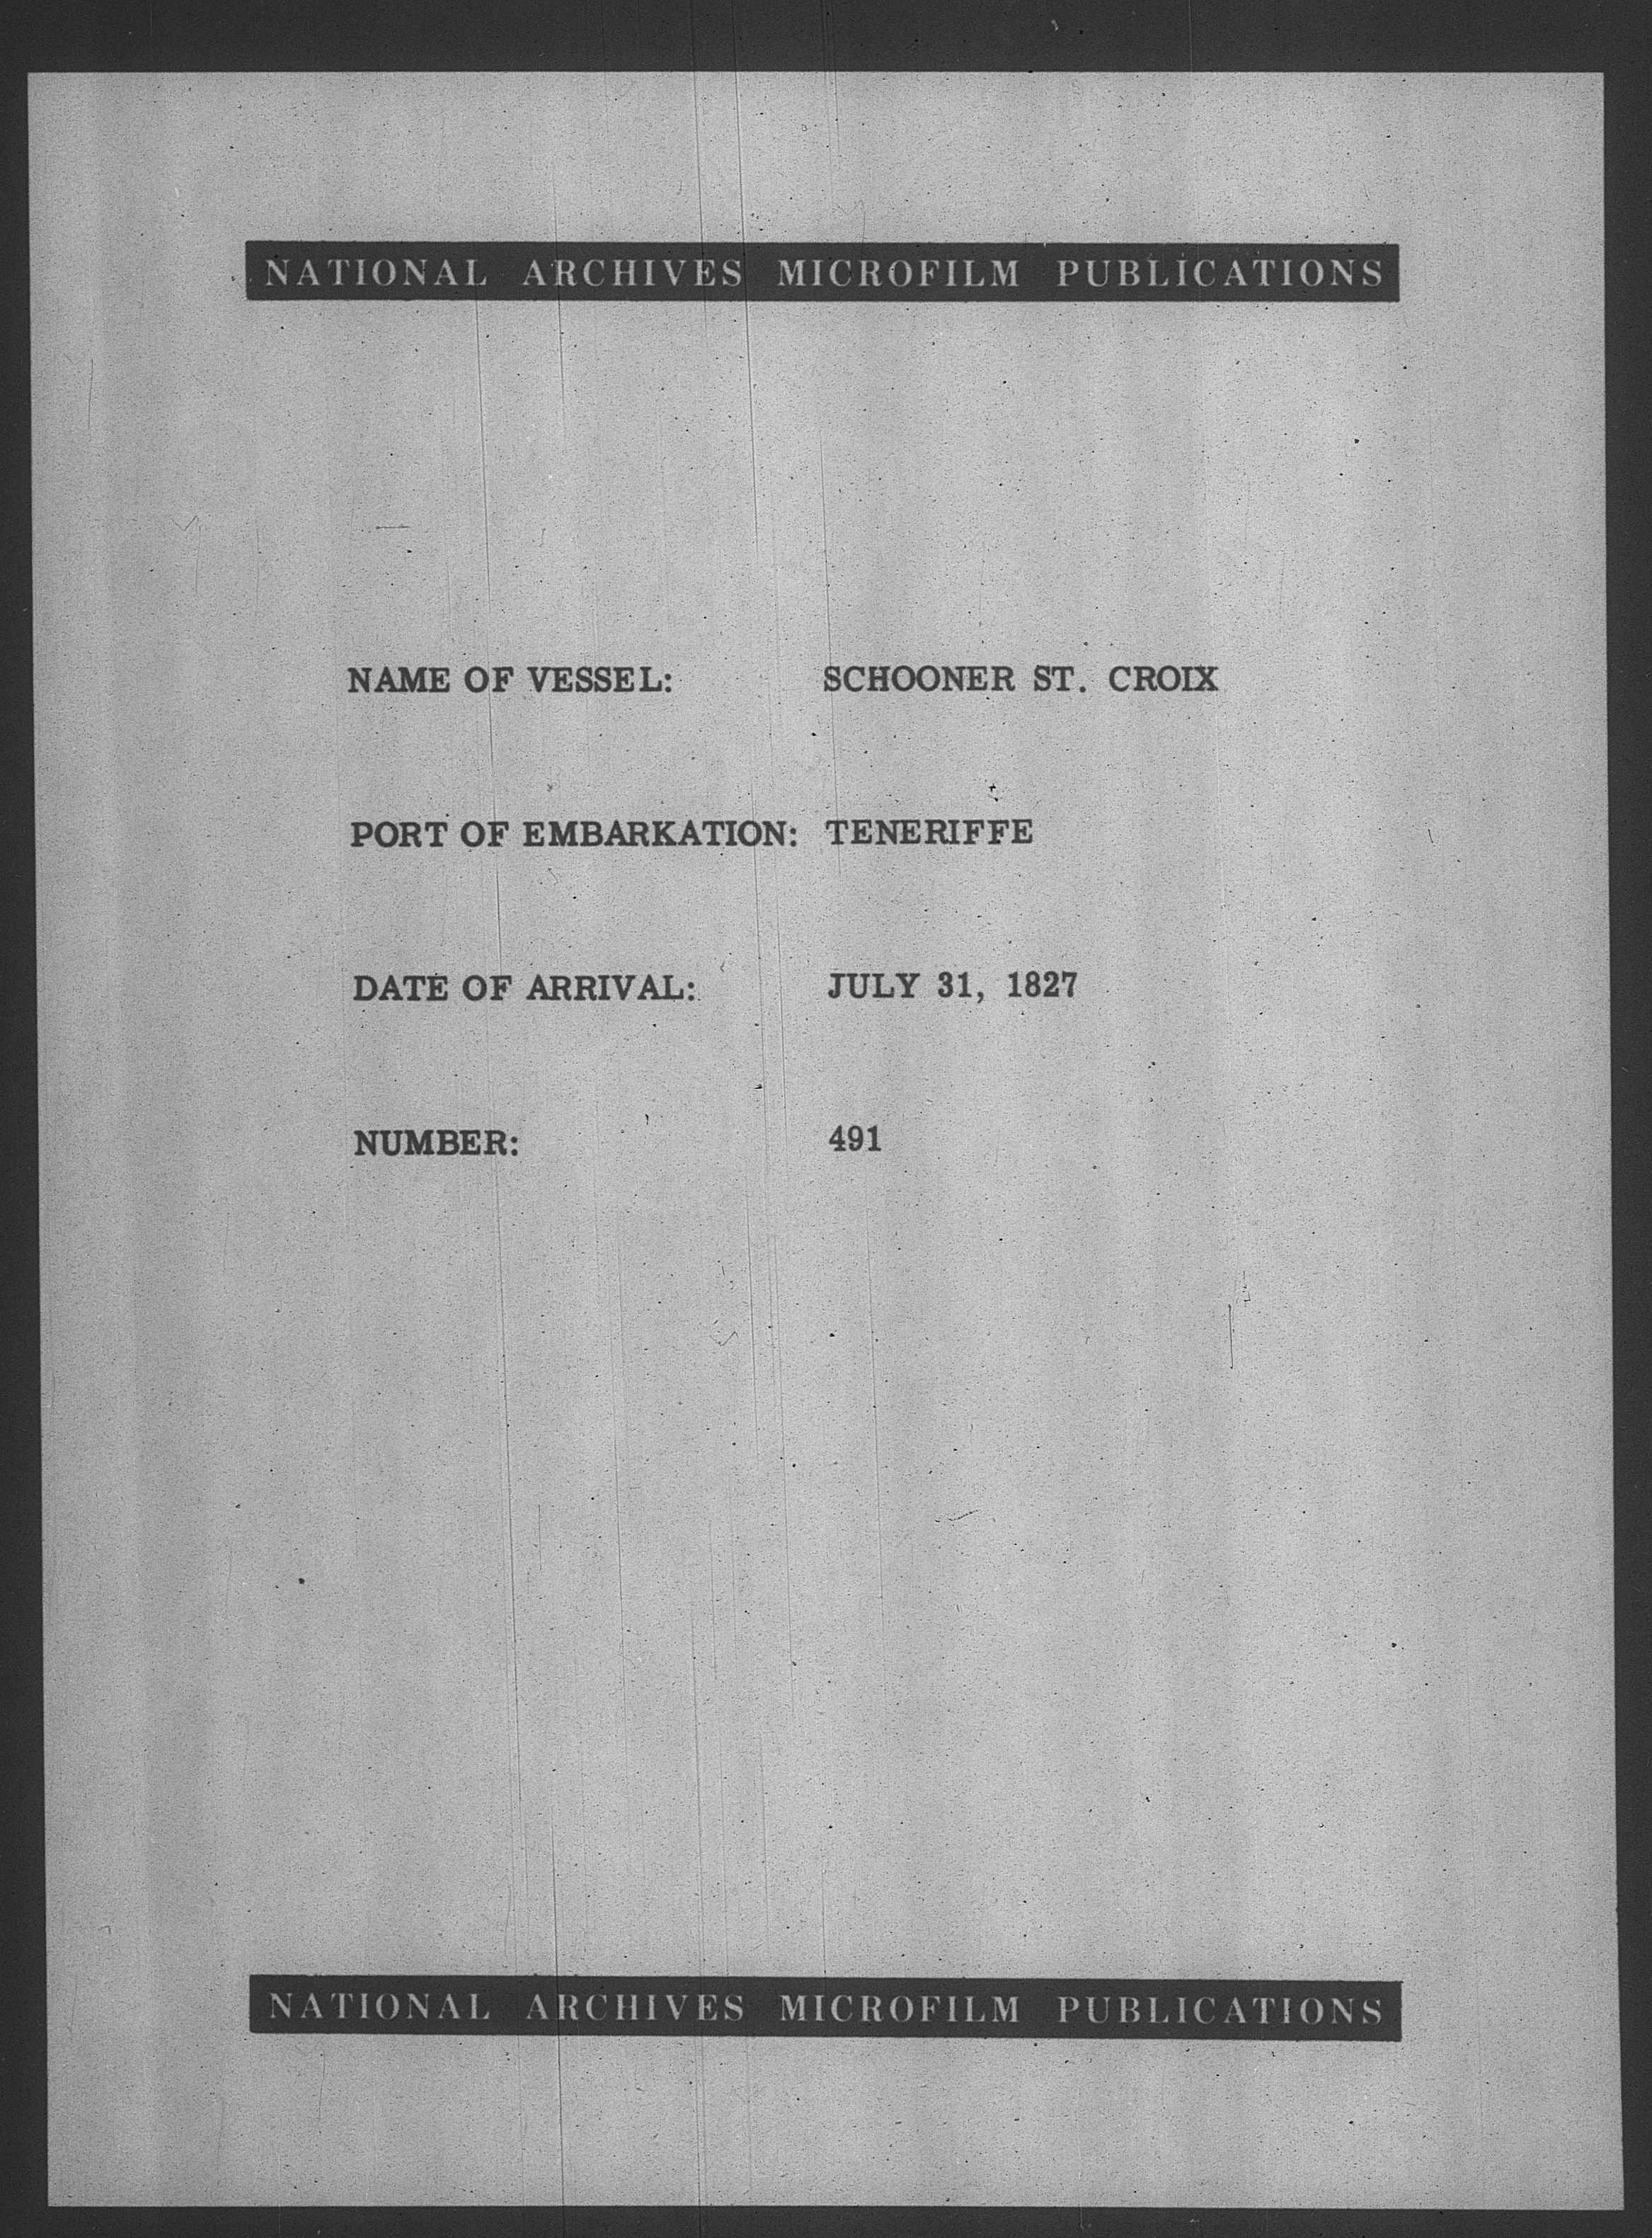 NATIONAL ARCHIVES MICROFILM PUBLICATIONS
NAME OF VESSEL: SCHOONER ST. CROIX
PORT OF EMBARKATION: TENERIFFE
DATE OF ARRIVAL: JULY 31, 1827
NUMBER: 491
NATIONAL ARCHIVES MICROFILM PUBLICATIONS